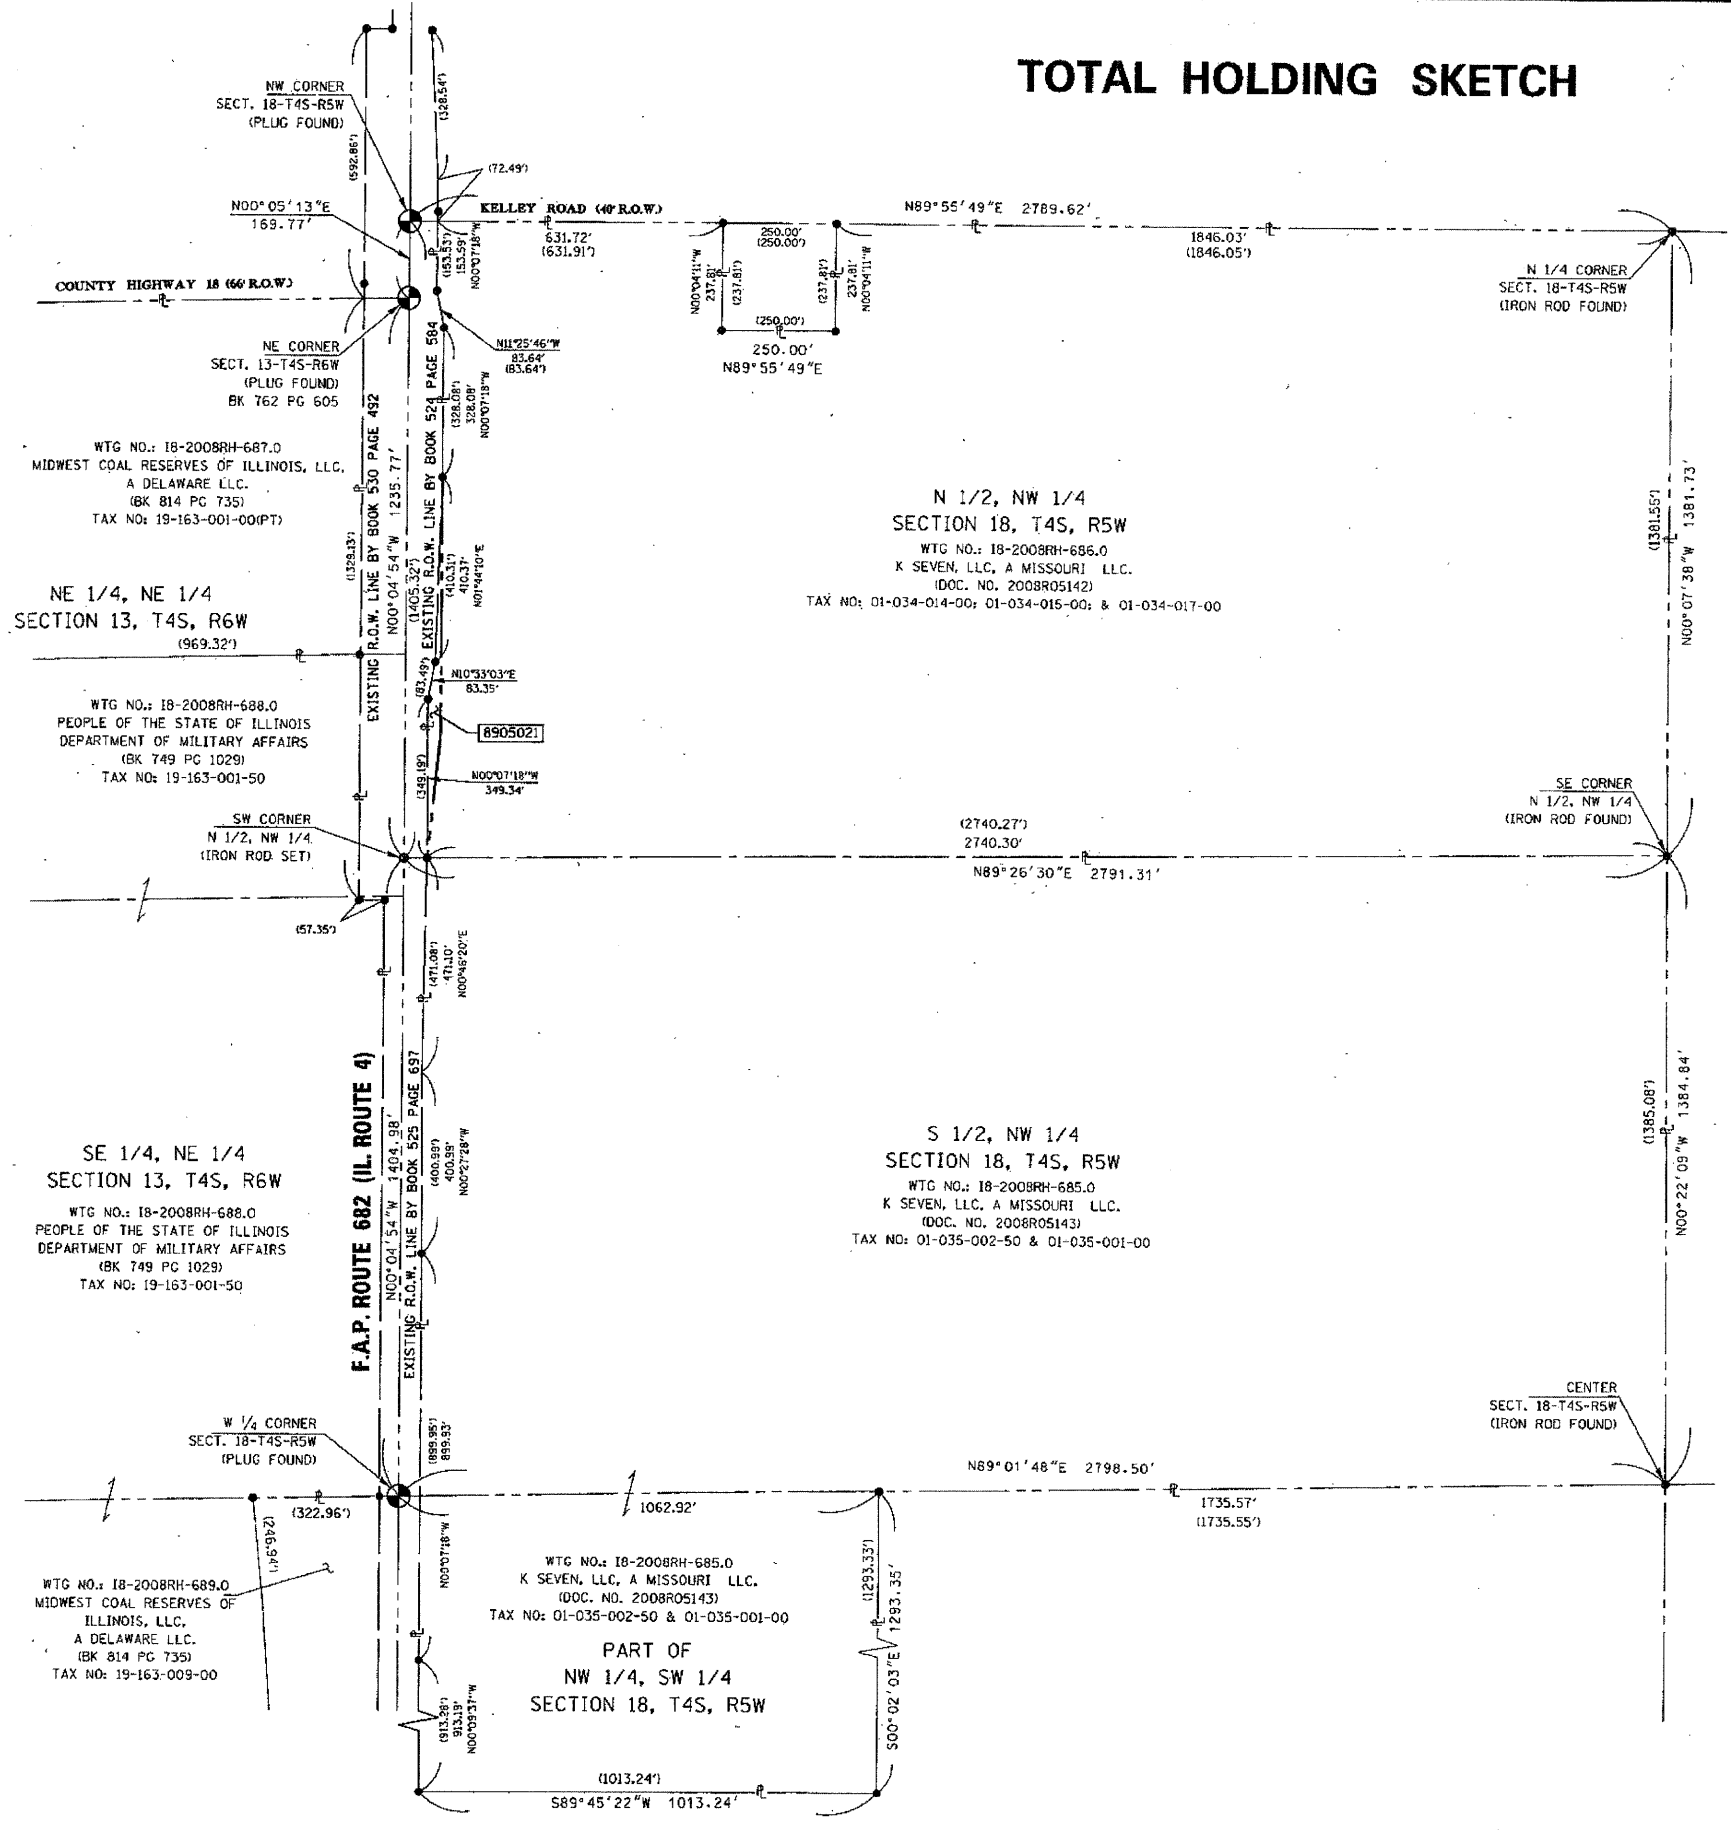 TOTAL HOLDING SKETCH
NW CORNER
SECT. 18-T4S-R5W
(PLUG FOUND)
(592.86')
(328.54')
(72.49')
N00°05'13"E
169.77'
KELLEY ROAD (40' R.O.W.)
631.72'
(631.91')
(153.53')
153.59'
N00°07'18"W
N89°55'49"E 2789.62'
250.00'
(250.00')
1846.03'
(1846.05')
N 1/4 CORNER
SECT. 18-T4S-R5W
(IRON ROD FOUND)
COUNTY HIGHWAY 18 (66' R.O.W.)
N00°04'11"W
237.81'
(237.81')
(237.81')
237.81'
N00°04'11"W
(250.00')
250.00'
N89°55'49"E
NE CORNER
SECT. 13-T4S-R6W
(PLUG FOUND)
BK 762 PG 605
N11°25'46"W
83.64'
(83.64')
(328.08')
328.08'
N00°07'18"W
WTG NO.: I8-2008RH-687.0
MIDWEST COAL RESERVES OF ILLINOIS, LLC,
A DELAWARE LLC.
(BK 814 PG 735)
TAX NO: 19-163-001-00(PT)
(1329.13')
EXISTING R.O.W. LINE BY BOOK 530 PAGE 492
N00°04'54"W 1235.77'
(1405.32')
EXISTING R.O.W. LINE BY BOOK 524 PAGE 584
(410.31')
410.37'
N01°44'10"E
N 1/2, NW 1/4
SECTION 18, T4S, R5W
WTG NO.: I8-2008RH-686.0
K SEVEN, LLC, A MISSOURI LLC.
(DOC. NO. 2008R05142)
TAX NO: 01-034-014-00; 01-034-015-00; & 01-034-017-00
(1381.55')
N00°07'38"W 1381.73'
NE 1/4, NE 1/4
SECTION 13, T4S, R6W
(969.32')
(83.49')
N10°33'03"E
83.35'
8905021
WTG NO.: I8-2008RH-688.0
PEOPLE OF THE STATE OF ILLINOIS
DEPARTMENT OF MILITARY AFFAIRS
(BK 749 PG 1029)
TAX NO: 19-163-001-50
(349.19')
N00°07'18"W
349.34'
SW CORNER
N 1/2, NW 1/4
(IRON ROD SET)
SE CORNER
N 1/2, NW 1/4
(IRON ROD FOUND)
(2740.27')
2740.30'
N89°26'30"E 2791.31'
(57.35')
(471.08')
471.10'
N00°46'20"E
F.A.P. ROUTE 682 (IL ROUTE 4)
N00°04'54"W 1404.98'
EXISTING R.O.W. LINE BY BOOK 525 PAGE 697
(400.99')
400.99'
N00°27'28"W
(1385.08')
N00°22'09"W 1384.84'
SE 1/4, NE 1/4
SECTION 13, T4S, R6W
WTG NO.: I8-2008RH-688.0
PEOPLE OF THE STATE OF ILLINOIS
DEPARTMENT OF MILITARY AFFAIRS
(BK 749 PG 1029)
TAX NO: 19-163-001-50
S 1/2, NW 1/4
SECTION 18, T4S, R5W
WTG NO.: I8-2008RH-685.0
K SEVEN, LLC, A MISSOURI LLC.
(DOC. NO. 2008R05143)
TAX NO: 01-035-002-50 & 01-035-001-00
W 1/4 CORNER
SECT. 18-T4S-R5W
(PLUG FOUND)
(899.95')
899.93'
N00°07'18"W
CENTER
SECT. 18-T4S-R5W
(IRON ROD FOUND)
N89°01'48"E 2798.50'
(322.96')
1062.92'
1735.57'
(1735.55')
(246.94')
WTG NO.: I8-2008RH-689.0
MIDWEST COAL RESERVES OF
ILLINOIS, LLC,
A DELAWARE LLC.
(BK 814 PG 735)
TAX NO: 19-163-009-00
WTG NO.: I8-2008RH-685.0
K SEVEN, LLC, A MISSOURI LLC.
(DOC. NO. 2008R05143)
TAX NO: 01-035-002-50 & 01-035-001-00
PART OF
NW 1/4, SW 1/4
SECTION 18, T4S, R5W
(1293.33')
S00°02'03"E 1293.35'
(913.28')
913.19'
N00°09'37"W
(1013.24')
S89°45'22"W 1013.24'